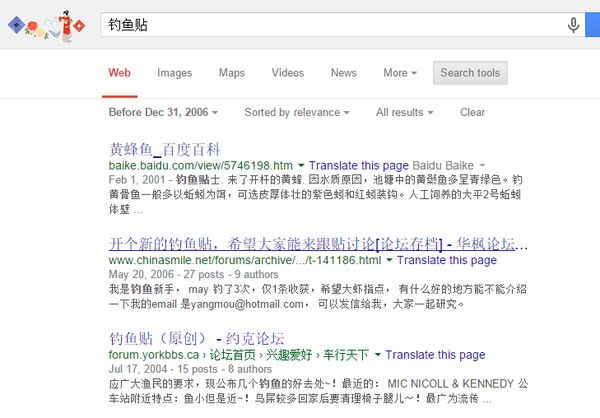 钓鱼贴
Web Images Maps Videos News More Search tools
Before Dec 31, 2006 Sorted by relevance All results Clear
黄蜂鱼_百度百科
baike.baidu.com/view/5746198.htm Translate this page Baidu Baike
Feb 1, 2001 - 钓鱼贴士. 来了开杆的黄蜂. 因水质原因，池塘中的黄颡鱼多呈青绿色。钓
黄骨鱼一般多以蚯蚓为饵，可选皮厚体壮的紫色蚓和红蚓装钩。人工饲养的大平2号蚯蚓
体壁 ...
开个新的钓鱼贴，希望大家能来跟贴讨论[论坛存档] - 华枫论坛...
www.chinasmile.net/forums/archive/.../t-141186.html Translate this page
May 20, 2006 - 27 posts - 9 authors
我是钓鱼新手， may 钓了3次，仅1条收获，希望大虾指点， 有什么好的地方能不能介绍
一下我的email 是yangmou@hotmail.com， 可以发信给我，大家一起研究。
钓鱼贴（原创） - 约克论坛
forum.yorkbbs.ca › 论坛首页 › 兴趣爱好 › 车行天下 Translate this page
Jul 17, 2004 - 15 posts - 8 authors
应广大渔民的要求，现公布几个钓鱼的好去处~！最近的： MIC NICOLL & KENNEDY 公
车站附近特点：鱼小但是近~！鸟屎较多回家后要清理椅子腿儿~！最广为流传 ...